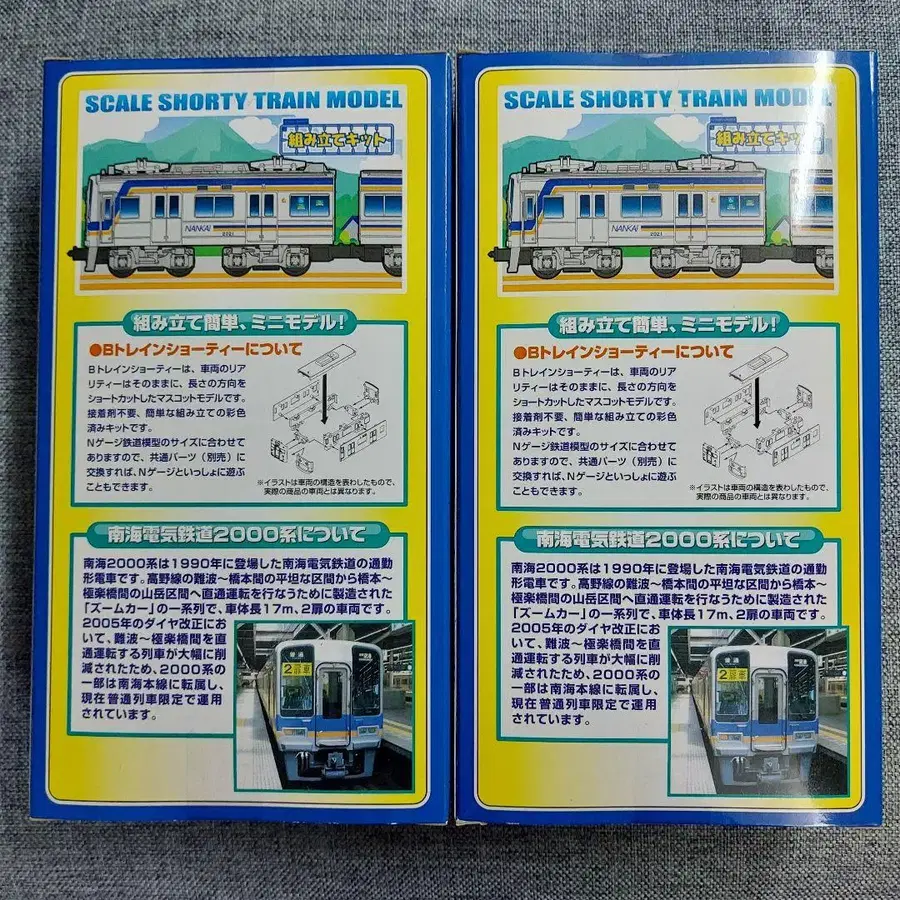 SCALE SHORTY TRAIN MODEL
組み立てキット
NANKAI
2021
組み立て簡単、ミニモデル!
●Bトレインショーティーについて
Bトレインショーティーは、車両のリア
リティーはそのままに、長さの方向を
ショートカットしたマスコットモデルです。
接着剤不要、簡単な組み立ての彩色
済みキットです。
Nゲージ鉄道模型のサイズに合わせて
ありますので、共通パーツ(別売)に
交換すれば、Nゲージといっしょに遊ぶ
こともできます。
※イラストは車両の構造を表わしたもので、
実際の商品の車両とは異なります。
南海電気鉄道2000系について
南海2000系は1990年に登場した南海電気鉄道の通勤
形電車です。高野線の難波~橋本間の平坦な区間から橋本~
極楽橋間の山岳区間へ直通運転を行なうために製造された
「ズームカー」の一系列で、車体長17m、2扉の車両です。
2005年のダイヤ改正にお
いて、難波~極楽橋間を直
通運転する列車が大幅に削
減されたため、2000系の
一部は南海本線に転属し、
現在普通列車限定で運用
されています。
普通
2扉車
SCALE SHORTY TRAIN MODEL
組み立てキット
NANKAI
2021
組み立て簡単、ミニモデル!
●Bトレインショーティーについて
Bトレインショーティーは、車両のリア
リティーはそのままに、長さの方向を
ショートカットしたマスコットモデルです。
接着剤不要、簡単な組み立ての彩色
済みキットです。
Nゲージ鉄道模型のサイズに合わせて
ありますので、共通パーツ(別売)に
交換すれば、Nゲージといっしょに遊ぶ
こともできます。
※イラストは車両の構造を表わしたもので、
実際の商品の車両とは異なります。
南海電気鉄道2000系について
南海2000系は1990年に登場した南海電気鉄道の通勤
形電車です。高野線の難波~橋本間の平坦な区間から橋本~
極楽橋間の山岳区間へ直通運転を行なうために製造された
「ズームカー」の一系列で、車体長17m、2扉の車両です。
2005年のダイヤ改正にお
いて、難波~極楽橋間を直
通運転する列車が大幅に削
減されたため、2000系の
一部は南海本線に転属し、
現在普通列車限定で運用
されています。
普通
2扉車